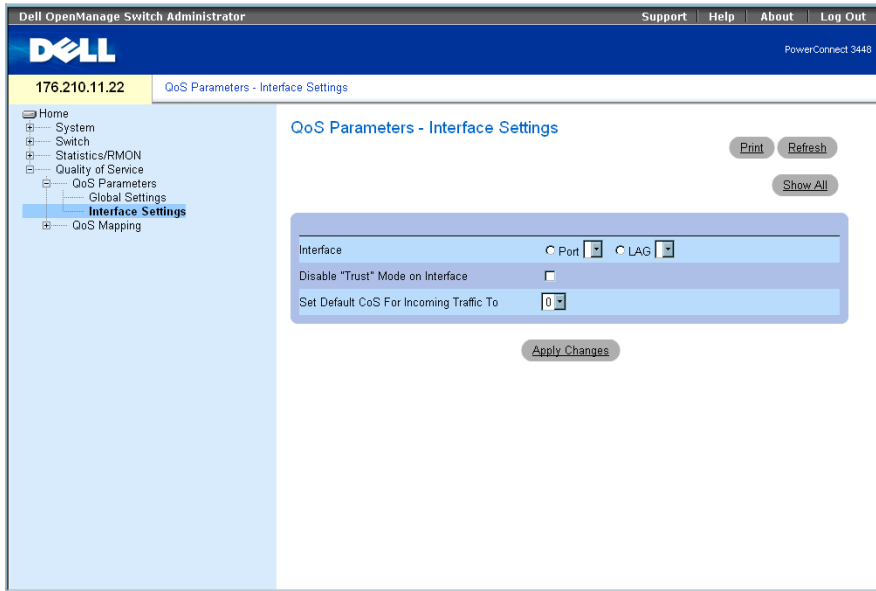 Dell OpenManage Switch Administrator
Support Help About Log Out
DELL
PowerConnect 3448
176.210.11.22
QoS Parameters - Interface Settings
Home
System
Switch
Statistics/RMON
Quality of Service
QoS Parameters
Global Settings
Interface Settings
QoS Mapping
QoS Parameters - Interface Settings
Print Refresh
Show All
Interface Port LAG
Disable "Trust" Mode on Interface
Set Default CoS For Incoming Traffic To 0
Apply Changes